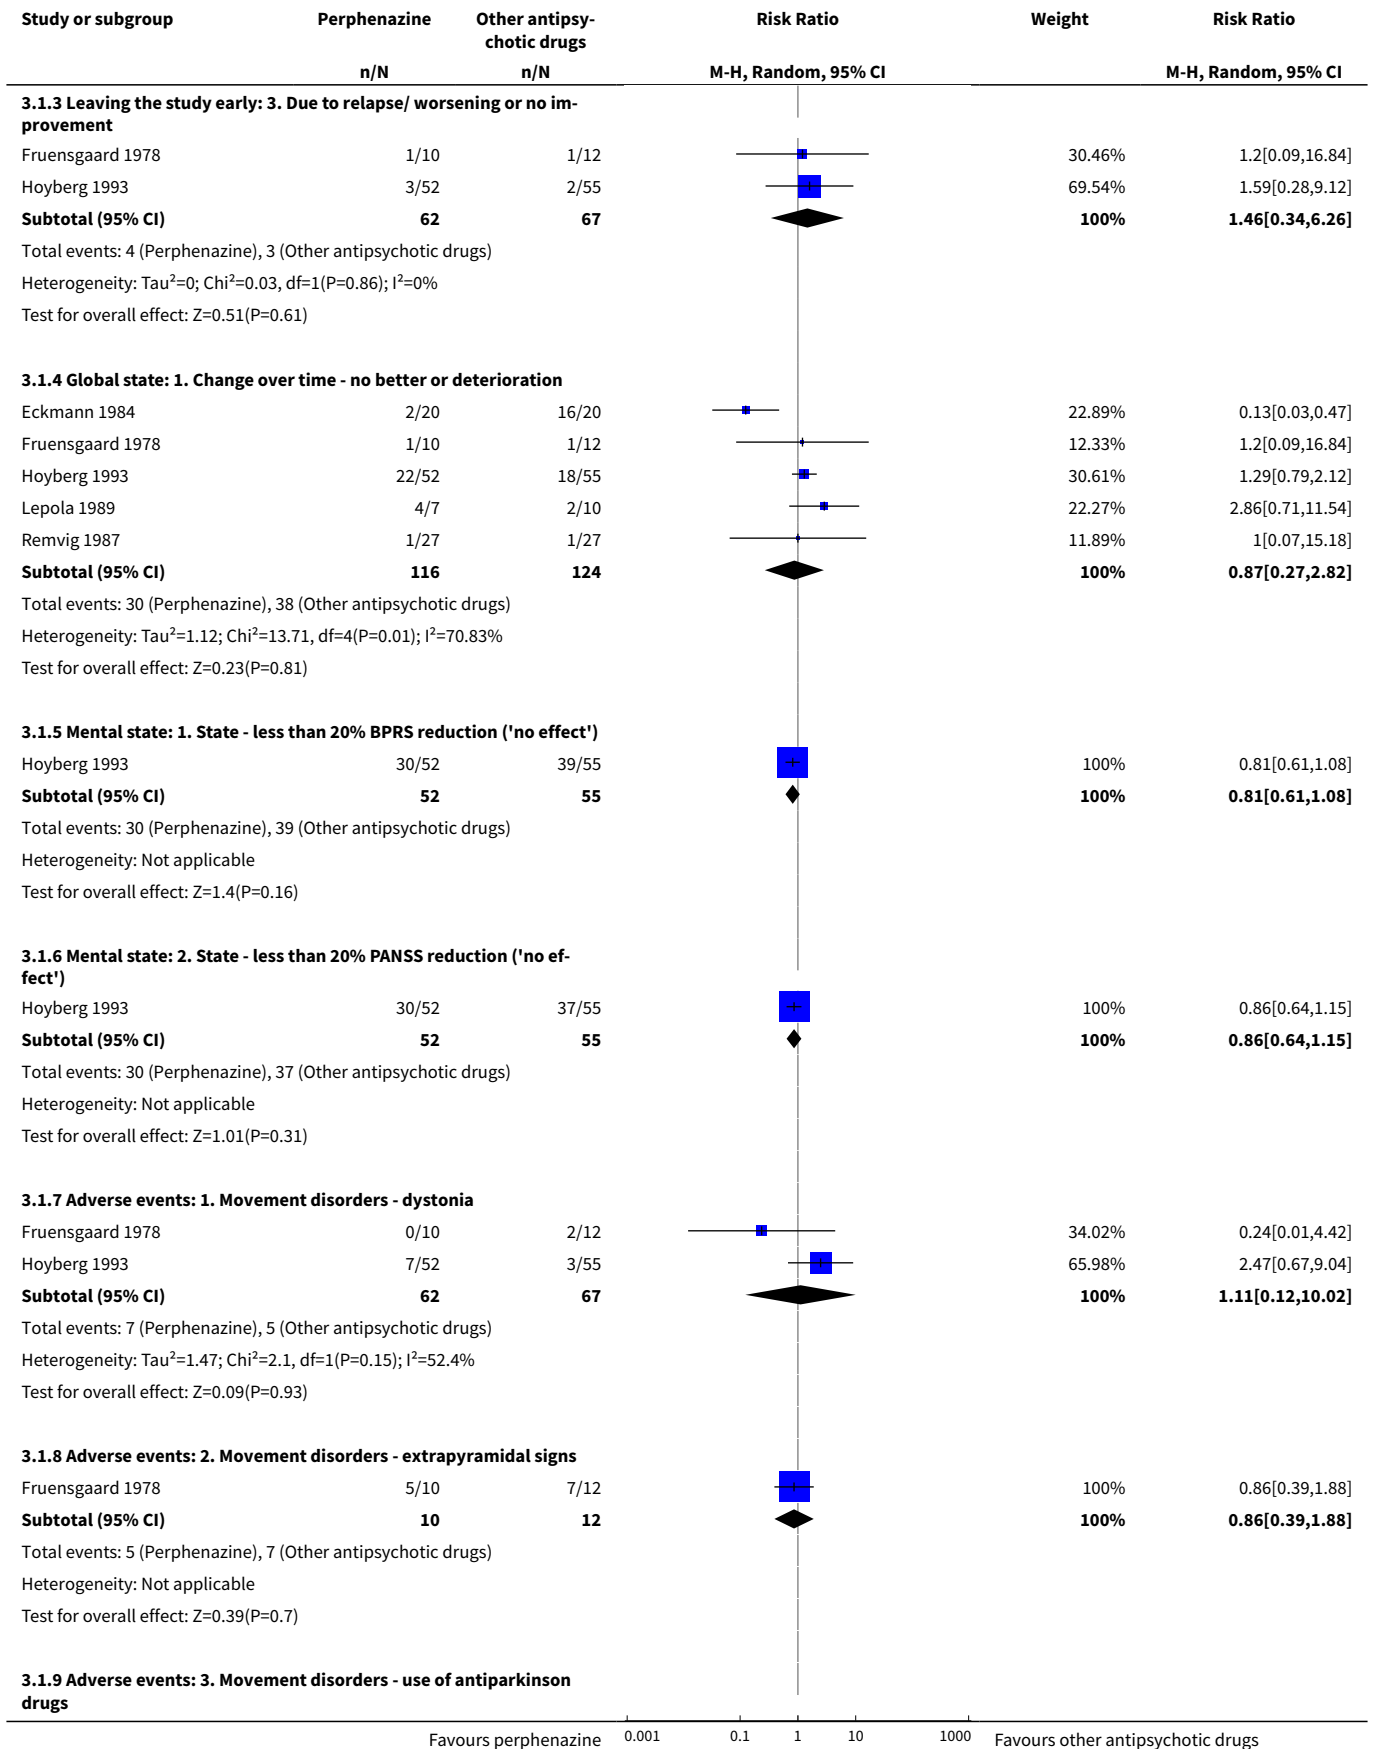 Study or subgroup Perphenazine Other antipsy- Risk Ratio Weight Risk Ratio
chotic drugs
n/N n/N M-H, Random, 95% CI M-H, Random, 95% CI
3.1.3 Leaving the study early: 3. Due to relapse/ worsening or no im-
provement
Fruensgaard 1978 1/10 1/12 30.46% 1.2[0.09,16.84]
Hoyberg 1993 3/52 2/55 69.54% 1.59[0.28,9.12]
Subtotal (95% CI) 62 67 100% 1.46[0.34,6.26]
Total events: 4 (Perphenazine), 3 (Other antipsychotic drugs)
Heterogeneity: Tau²=0; Chi²=0.03, df=1(P=0.86); I²=0%
Test for overall effect: Z=0.51(P=0.61)
3.1.4 Global state: 1. Change over time - no better or deterioration
Eckmann 1984 2/20 16/20 22.89% 0.13[0.03,0.47]
Fruensgaard 1978 1/10 1/12 12.33% 1.2[0.09,16.84]
Hoyberg 1993 22/52 18/55 30.61% 1.29[0.79,2.12]
Lepola 1989 4/7 2/10 22.27% 2.86[0.71,11.54]
Remvig 1987 1/27 1/27 11.89% 1[0.07,15.18]
Subtotal (95% CI) 116 124 100% 0.87[0.27,2.82]
Total events: 30 (Perphenazine), 38 (Other antipsychotic drugs)
Heterogeneity: Tau²=1.12; Chi²=13.71, df=4(P=0.01); I²=70.83%
Test for overall effect: Z=0.23(P=0.81)
3.1.5 Mental state: 1. State - less than 20% BPRS reduction ('no effect')
Hoyberg 1993 30/52 39/55 100% 0.81[0.61,1.08]
Subtotal (95% CI) 52 55 100% 0.81[0.61,1.08]
Total events: 30 (Perphenazine), 39 (Other antipsychotic drugs)
Heterogeneity: Not applicable
Test for overall effect: Z=1.4(P=0.16)
3.1.6 Mental state: 2. State - less than 20% PANSS reduction ('no ef-
fect')
Hoyberg 1993 30/52 37/55 100% 0.86[0.64,1.15]
Subtotal (95% CI) 52 55 100% 0.86[0.64,1.15]
Total events: 30 (Perphenazine), 37 (Other antipsychotic drugs)
Heterogeneity: Not applicable
Test for overall effect: Z=1.01(P=0.31)
3.1.7 Adverse events: 1. Movement disorders - dystonia
Fruensgaard 1978 0/10 2/12 34.02% 0.24[0.01,4.42]
Hoyberg 1993 7/52 3/55 65.98% 2.47[0.67,9.04]
Subtotal (95% CI) 62 67 100% 1.11[0.12,10.02]
Total events: 7 (Perphenazine), 5 (Other antipsychotic drugs)
Heterogeneity: Tau²=1.47; Chi²=2.1, df=1(P=0.15); I²=52.4%
Test for overall effect: Z=0.09(P=0.93)
3.1.8 Adverse events: 2. Movement disorders - extrapyramidal signs
Fruensgaard 1978 5/10 7/12 100% 0.86[0.39,1.88]
Subtotal (95% CI) 10 12 100% 0.86[0.39,1.88]
Total events: 5 (Perphenazine), 7 (Other antipsychotic drugs)
Heterogeneity: Not applicable
Test for overall effect: Z=0.39(P=0.7)
3.1.9 Adverse events: 3. Movement disorders - use of antiparkinson
drugs
Favours perphenazine 0.001 0.1 1 10 1000 Favours other antipsychotic drugs